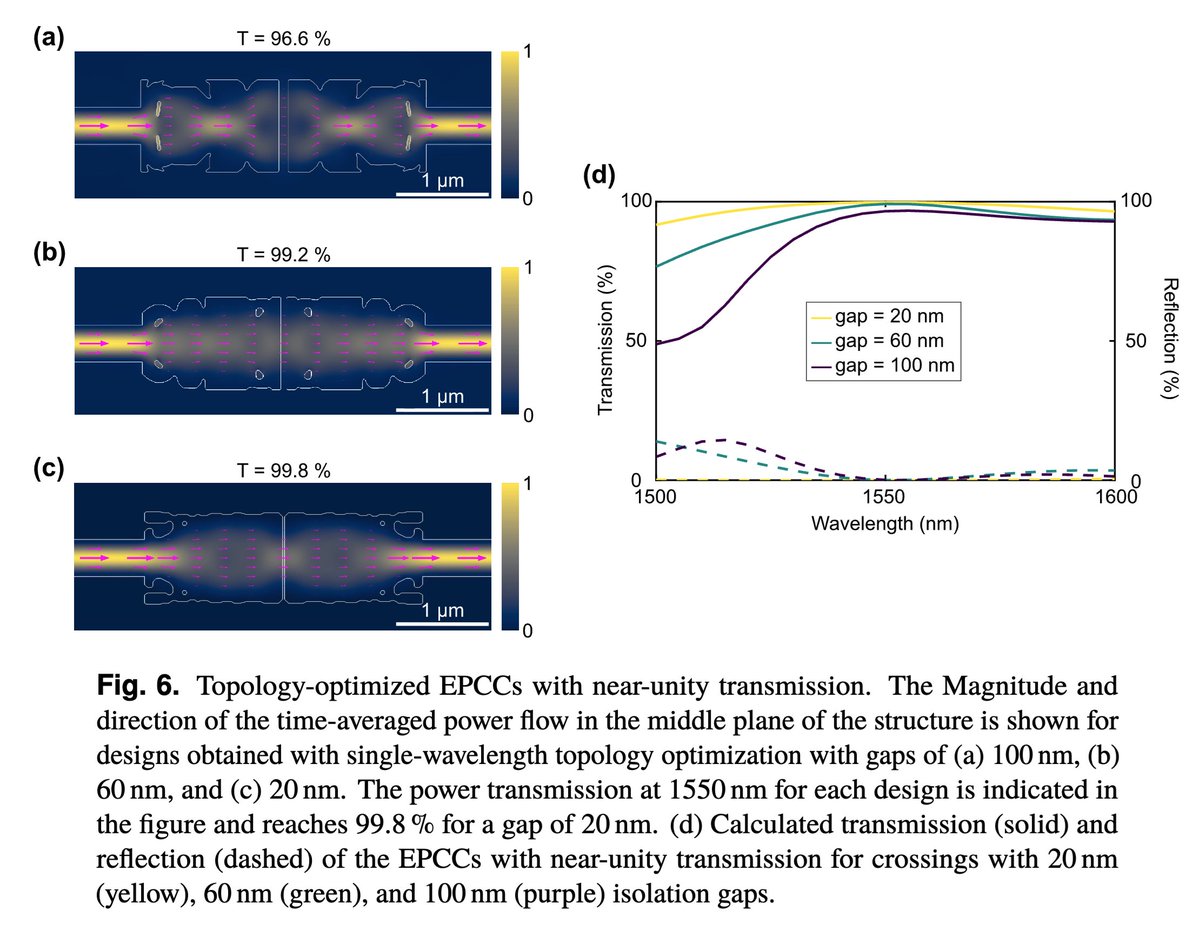 (a)
T = 96.6 %
1
1 µm
0
(b)
T = 99.2 %
1
1 µm
0
(c)
T = 99.8 %
1
1 µm
0
(d)
100
50
0
Transmission (%)
100
50
0
Reflection (%)
gap = 20 nm
gap = 60 nm
gap = 100 nm
1500
1550
1600
Wavelength (nm)
Fig. 6. Topology-optimized EPCCs with near-unity transmission. The Magnitude and
direction of the time-averaged power flow in the middle plane of the structure is shown for
designs obtained with single-wavelength topology optimization with gaps of (a) 100 nm, (b)
60 nm, and (c) 20 nm. The power transmission at 1550 nm for each design is indicated in
the figure and reaches 99.8 % for a gap of 20 nm. (d) Calculated transmission (solid) and
reflection (dashed) of the EPCCs with near-unity transmission for crossings with 20 nm
(yellow), 60 nm (green), and 100 nm (purple) isolation gaps.